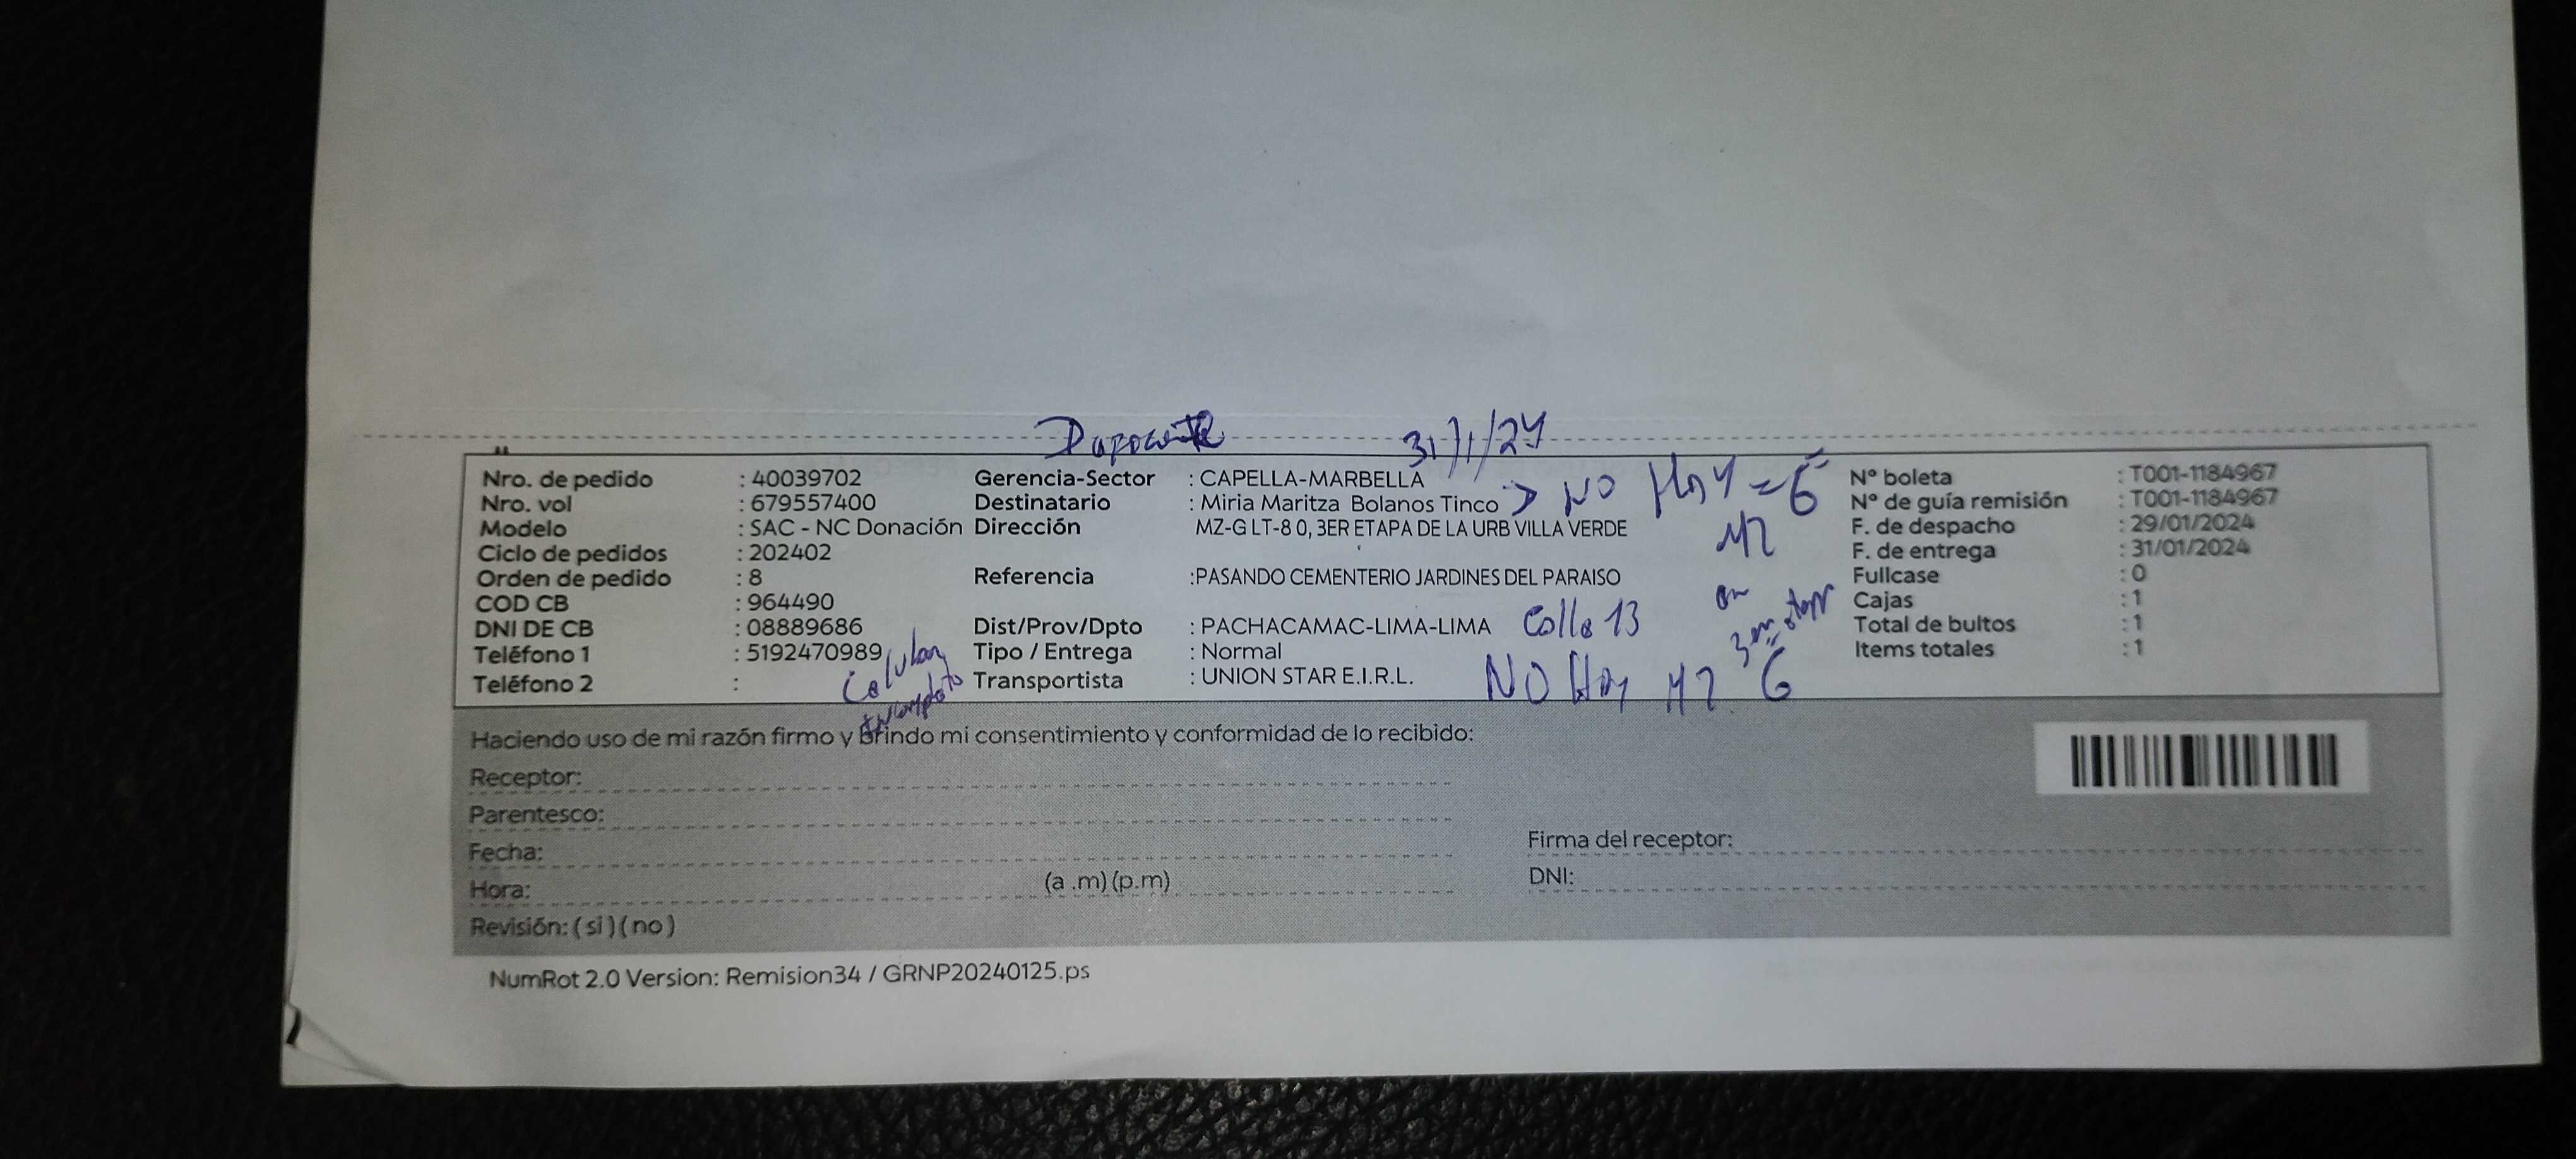 31/1/24
Nro. de pedido : 40039702 Gerencia-Sector : CAPELLA-MARBELLA N° boleta : T001-1184967
Nro. vol : 679557400 Destinatario : Miria Maritza Bolanos Tinco > NO Hay = G N° de guía remisión : T001-1184967
Modelo : SAC - NC Donación Dirección MZ-G LT-8 0, 3ER ETAPA DE LA URB VILLA VERDE MZ F. de despacho : 29/01/2024
Ciclo de pedidos : 202402 F. de entrega : 31/01/2024
Orden de pedido : 8 Referencia :PASANDO CEMENTERIO JARDINES DEL PARAISO en Fullcase : 0
COD CB : 964490 3era etapa Cajas : 1
DNI DE CB : 08889686 Dist/Prov/Dpto : PACHACAMAC-LIMA-LIMA Calle 13 Total de bultos : 1
Teléfono 1 : 5192470989 Celular Tipo / Entrega : Normal Items totales : 1
Teléfono 2 : incompleto Transportista : UNION STAR E.I.R.L. NO Hay MZ G
Haciendo uso de mi razón firmo y brindo mi consentimiento y conformidad de lo recibido:
Receptor:
Parentesco:
Fecha:
Firma del receptor:
Hora: (a .m) (p.m)
DNI:
Revisión: ( si ) ( no )
NumRot 2.0 Version: Remision34 / GRNP20240125.ps